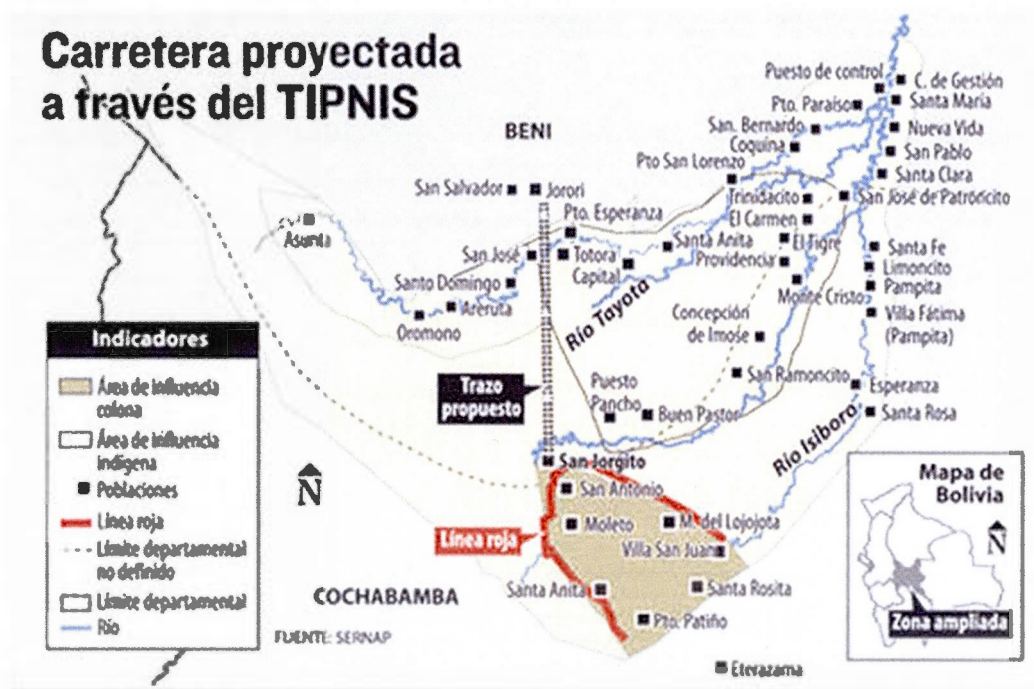 Carretera proyectada
a través del TIPNIS
BENI
Puesto de control
C. de Gestión
Pto. Paraíso
Santa María
San. Bernardo
Nueva Vida
Coquina
San Pablo
Pto San Lorenzo
Santa Clara
San Salvador
Jorori
Trinidacito
San José de Patrocicito
Pto. Esperanza
El Carmen
Asunta
Santa Anita
El Tigre
Santa Fe
San José
Totora
Capital
Providencia
Limoncito
Santo Domingo
Monte Cristo
Pampita
Areruta
Río Tayota
Concepción
de Imose
Villa Fátima
(Pampita)
Oromono
Indicadores
Área de influencia
colona
Área de influencia
indígena
Poblaciones
Línea roja
Límite departamental
no definido
Límite departamental
Río
Trazo
propuesto
Puesto
Pancho
San Ramoncito
Esperanza
Buen Pastor
Santa Rosa
Río Isiboro
San Jorgito
N
San Antonio
Línea roja
Moleto
M. del Lojojota
Villa San Juan
Santa Anita
Santa Rosita
COCHABAMBA
Pto. Patiño
FUENTE: SERNAP
Eterazama
Mapa de
Bolivia
N
Zona ampliada